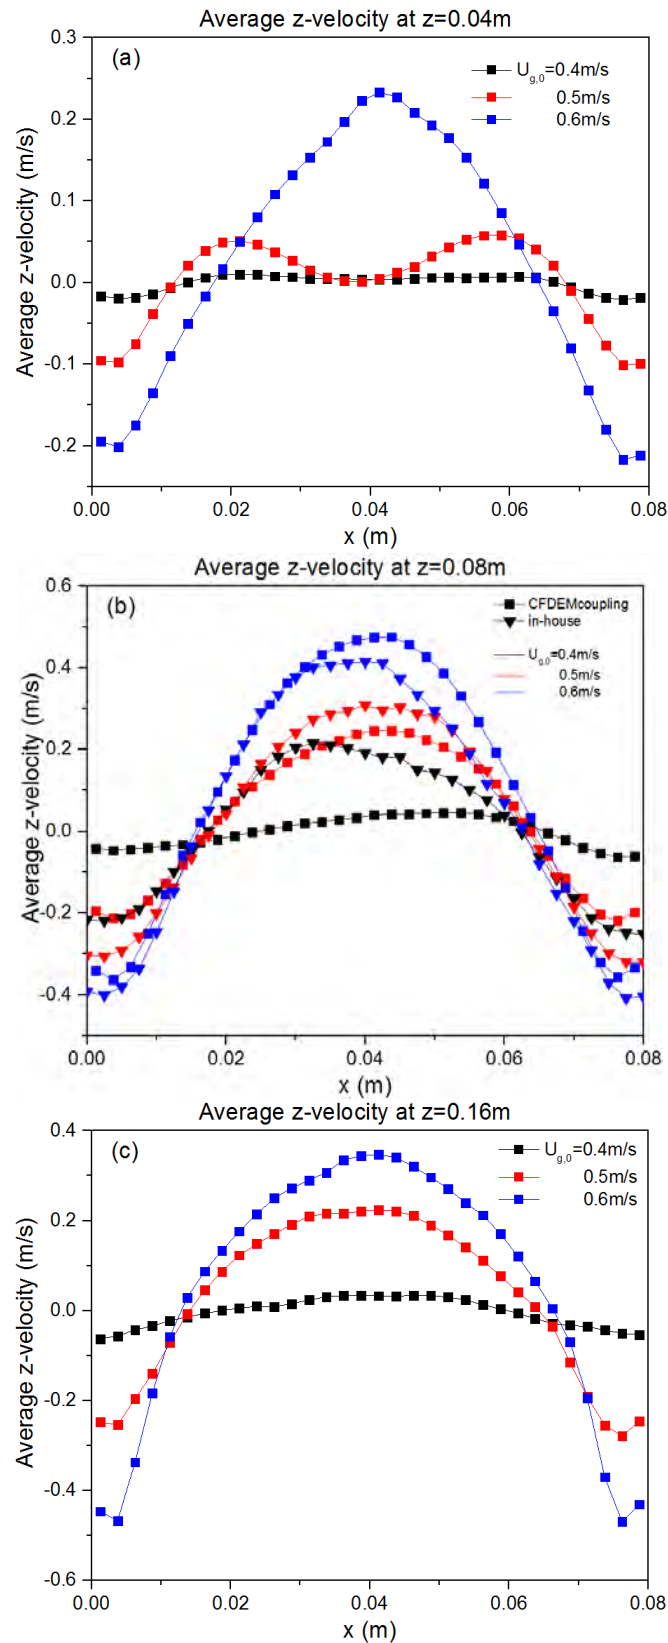 Average z-velocity at z=0.04m
(a)
U_g,0=0.4m/s
0.5m/s
0.6m/s
Average z-velocity (m/s)
0.3
0.2
0.1
0.0
-0.1
-0.2
0.00 0.02 0.04 0.06 0.08
x (m)
Average z-velocity at z=0.08m
(b)
CFDEMcoupling
in-house
U_g,0=0.4m/s
0.5m/s
0.6m/s
Average z-velocity (m/s)
0.6
0.4
0.2
0.0
-0.2
-0.4
0.00 0.02 0.04 0.06 0.08
x (m)
Average z-velocity at z=0.16m
(c)
U_g,0=0.4m/s
0.5m/s
0.6m/s
Average z-velocity (m/s)
0.4
0.2
0.0
-0.2
-0.4
-0.6
0.00 0.02 0.04 0.06 0.08
x (m)